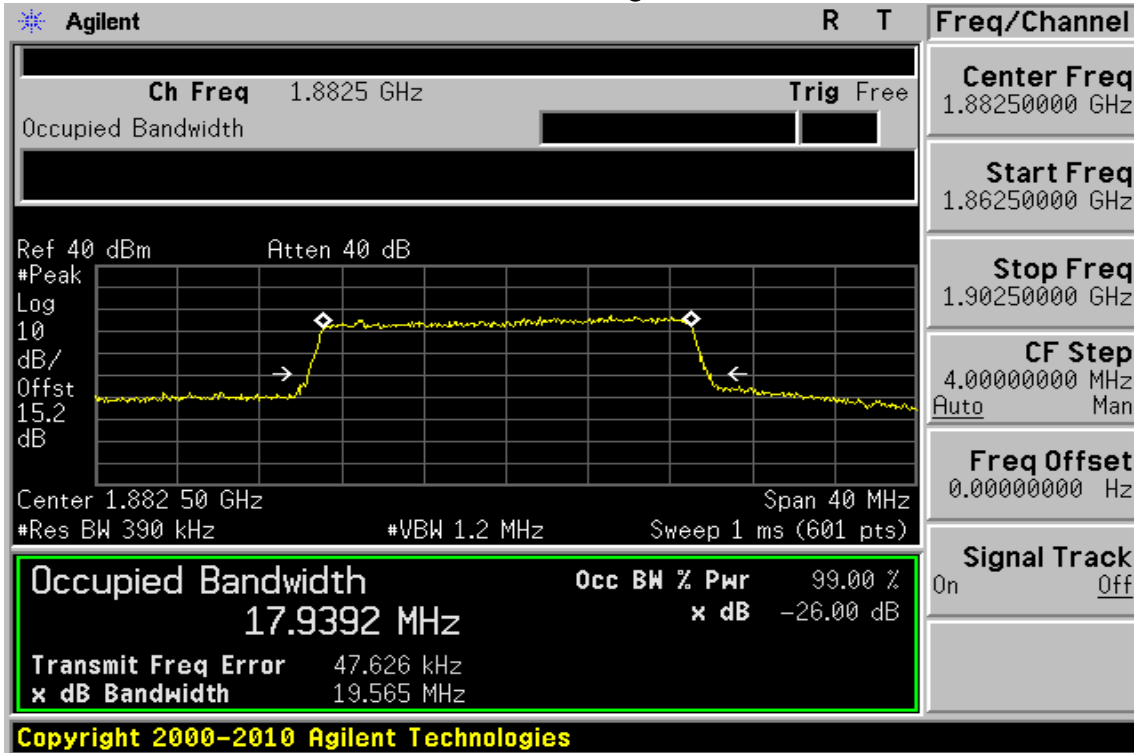 Agilent R T Freq/Channel
Ch Freq 1.8825 GHz Trig Free
Occupied Bandwidth
Center Freq
1.88250000 GHz
Start Freq
1.86250000 GHz
Stop Freq
1.90250000 GHz
CF Step
4.00000000 MHz
Auto Man
Freq Offset
0.00000000 Hz
Signal Track
On Off
Ref 40 dBm Atten 40 dB
#Peak
Log
10
dB/
Offst
15.2
dB
Center 1.882 50 GHz Span 40 MHz
#Res BW 390 kHz #VBW 1.2 MHz Sweep 1 ms (601 pts)
Occupied Bandwidth Occ BW % Pwr 99.00 %
17.9392 MHz x dB -26.00 dB
Transmit Freq Error 47.626 kHz
x dB Bandwidth 19.565 MHz
Copyright 2000-2010 Agilent Technologies